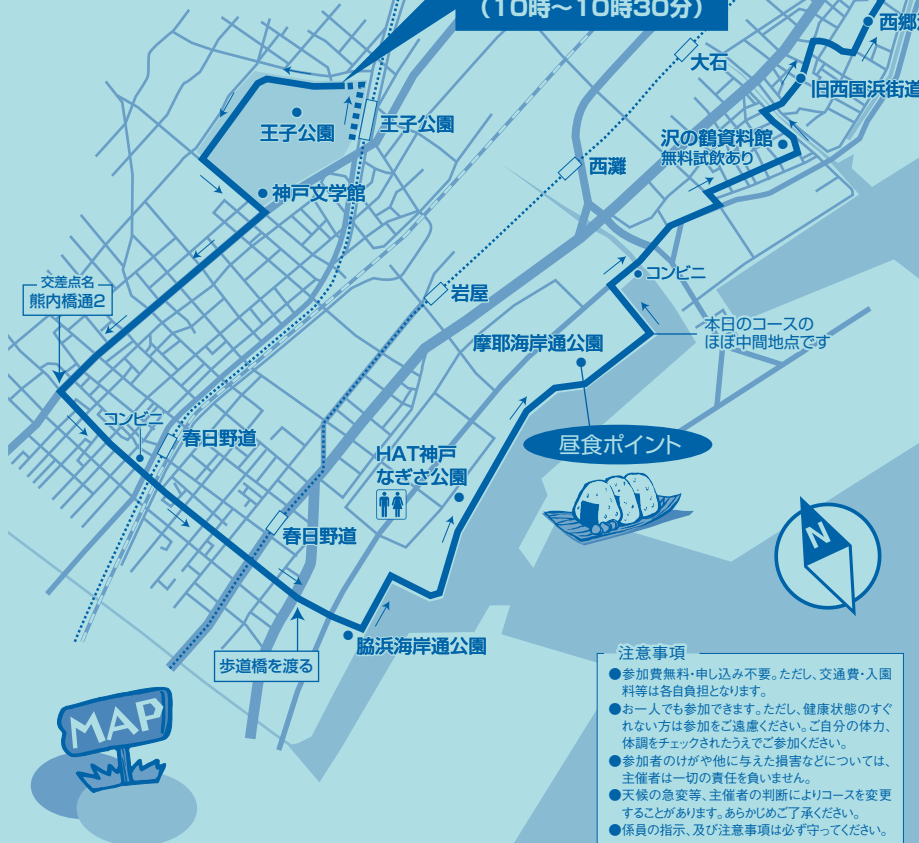 (10時～10時30分)
西郷
大石
旧西国浜街道
王子公園
王子公園
沢の鶴資料館
無料試飲あり
西灘
神戸文学館
コンビニ
交差点名
熊内橋通2
岩屋
本日のコースの
ほぼ中間地点です
摩耶海岸通公園
コンビニ
春日野道
昼食ポイント
HAT神戸
なぎさ公園
春日野道
N
脇浜海岸通公園
歩道橋を渡る
MAP
注意事項
●参加費無料・申し込み不要。ただし、交通費・入園
料等は各自負担となります。
●お一人でも参加できます。ただし、健康状態のすぐ
れない方は参加をご遠慮ください。ご自分の体力、
体調をチェックされたうえでご参加ください。
●参加者のけがや他に与えた損害などについては、
主催者は一切の責任を負いません。
●天候の急変等、主催者の判断によりコースを変更
することがあります。あらかじめご了承ください。
●係員の指示、及び注意事項は必ず守ってください。